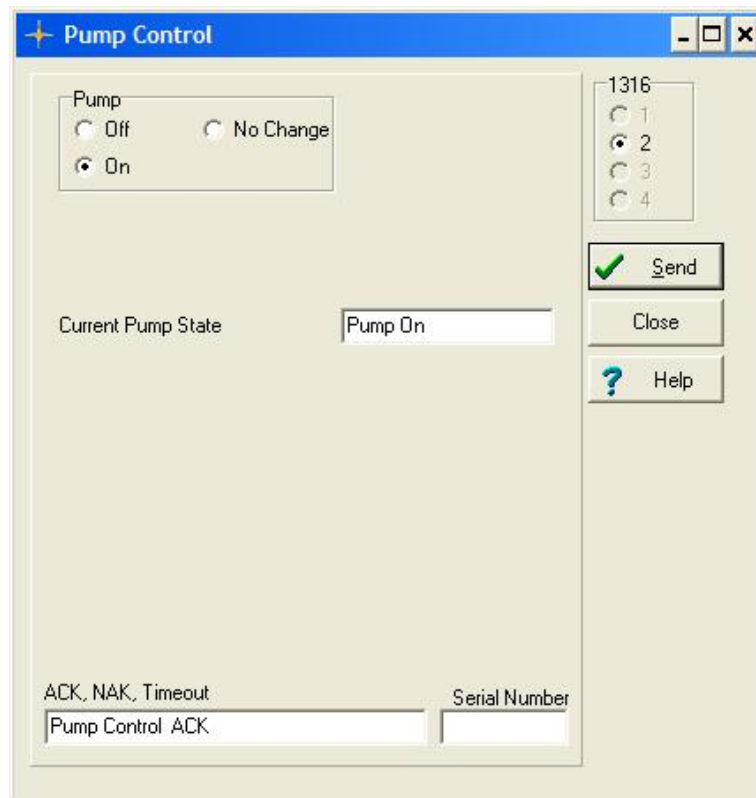 Pump Control
Pump
Off
No Change
On
Current Pump State
Pump On
ACK, NAK, Timeout
Serial Number
Pump Control ACK
1316
1
2
3
4
Send
Close
? Help